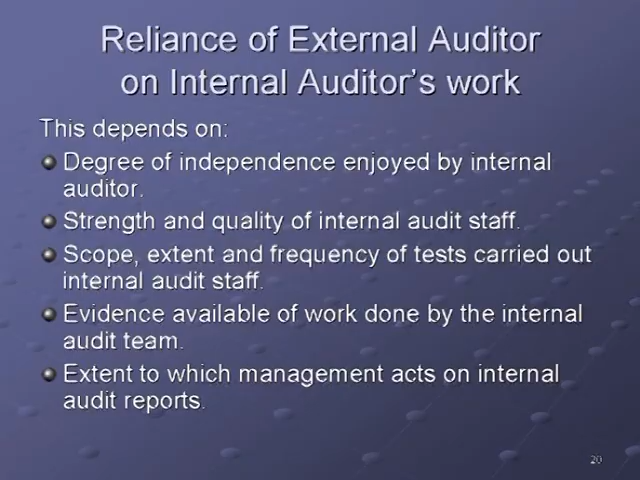 Reliance of External Auditor
on Internal Auditor's work
This depends on:
Degree of independence enjoyed by internal
auditor.
Strength and quality of internal audit staff.
Scope, extent and frequency of tests carried out
internal audit staff.
Evidence available of work done by the internal
audit team.
Extent to which management acts on internal
audit reports.
20